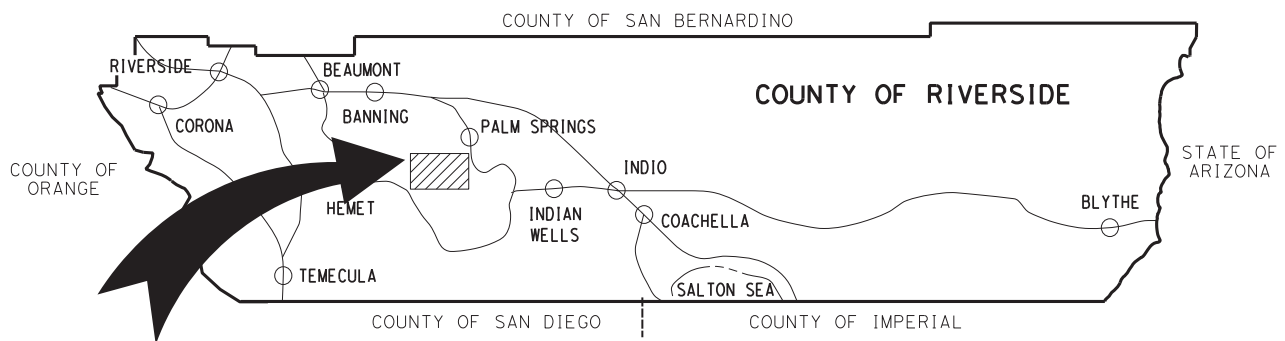 COUNTY OF SAN BERNARDINO
RIVERSIDE
BEAUMONT
COUNTY OF RIVERSIDE
BANNING
CORONA
PALM SPRINGS
COUNTY OF
ORANGE
STATE OF
ARIZONA
INDIO
HEMET
INDIAN
WELLS
COACHELLA
BLYTHE
TEMECULA
SALTON SEA
COUNTY OF SAN DIEGO
COUNTY OF IMPERIAL